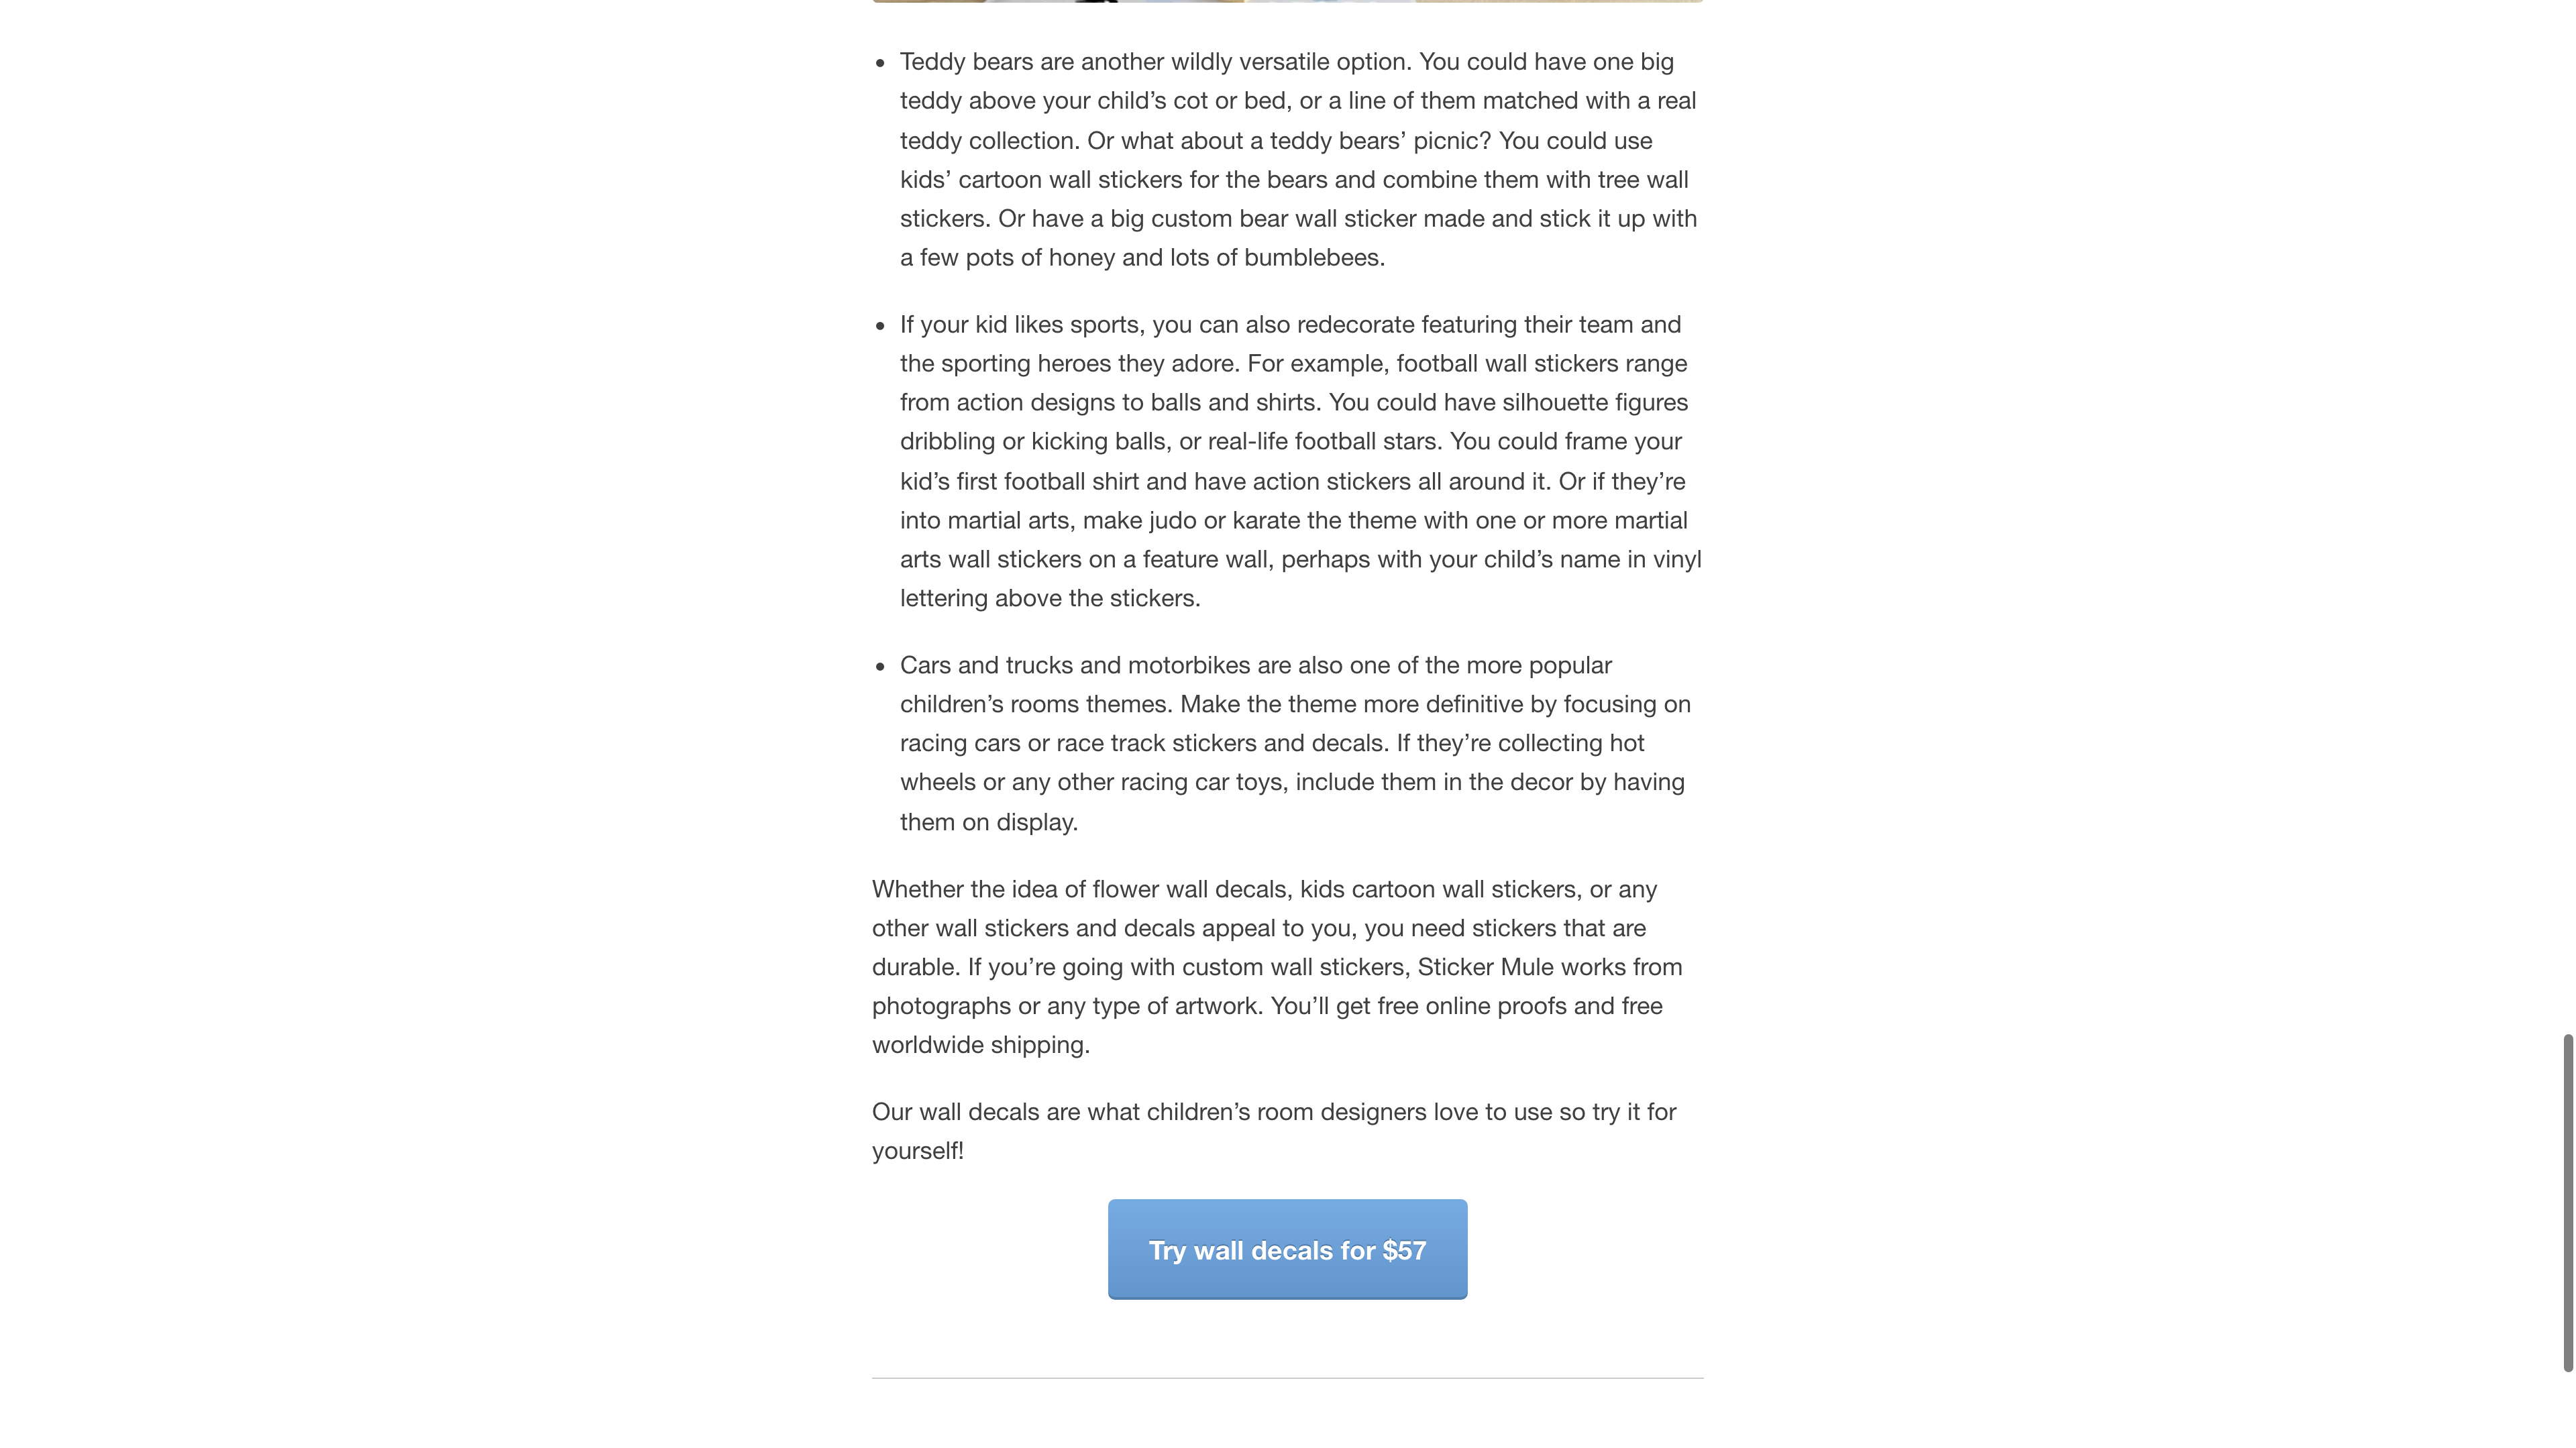 Teddy bears are another wildly versatile option. You could have one big
teddy above your child’s cot or bed, or a line of them matched with a real
teddy collection. Or what about a teddy bears’ picnic? You could use
kids’ cartoon wall stickers for the bears and combine them with tree wall
stickers. Or have a big custom bear wall sticker made and stick it up with
a few pots of honey and lots of bumblebees.
If your kid likes sports, you can also redecorate featuring their team and
the sporting heroes they adore. For example, football wall stickers range
from action designs to balls and shirts. You could have silhouette figures
dribbling or kicking balls, or real-life football stars. You could frame your
kid’s first football shirt and have action stickers all around it. Or if they’re
into martial arts, make judo or karate the theme with one or more martial
arts wall stickers on a feature wall, perhaps with your child’s name in vinyl
lettering above the stickers.
Cars and trucks and motorbikes are also one of the more popular
children’s rooms themes. Make the theme more definitive by focusing on
racing cars or race track stickers and decals. If they’re collecting hot
wheels or any other racing car toys, include them in the decor by having
them on display.
Whether the idea of flower wall decals, kids cartoon wall stickers, or any
other wall stickers and decals appeal to you, you need stickers that are
durable. If you’re going with custom wall stickers, Sticker Mule works from
photographs or any type of artwork. You’ll get free online proofs and free
worldwide shipping.
Our wall decals are what children’s room designers love to use so try it for
yourself!
Try wall decals for $57